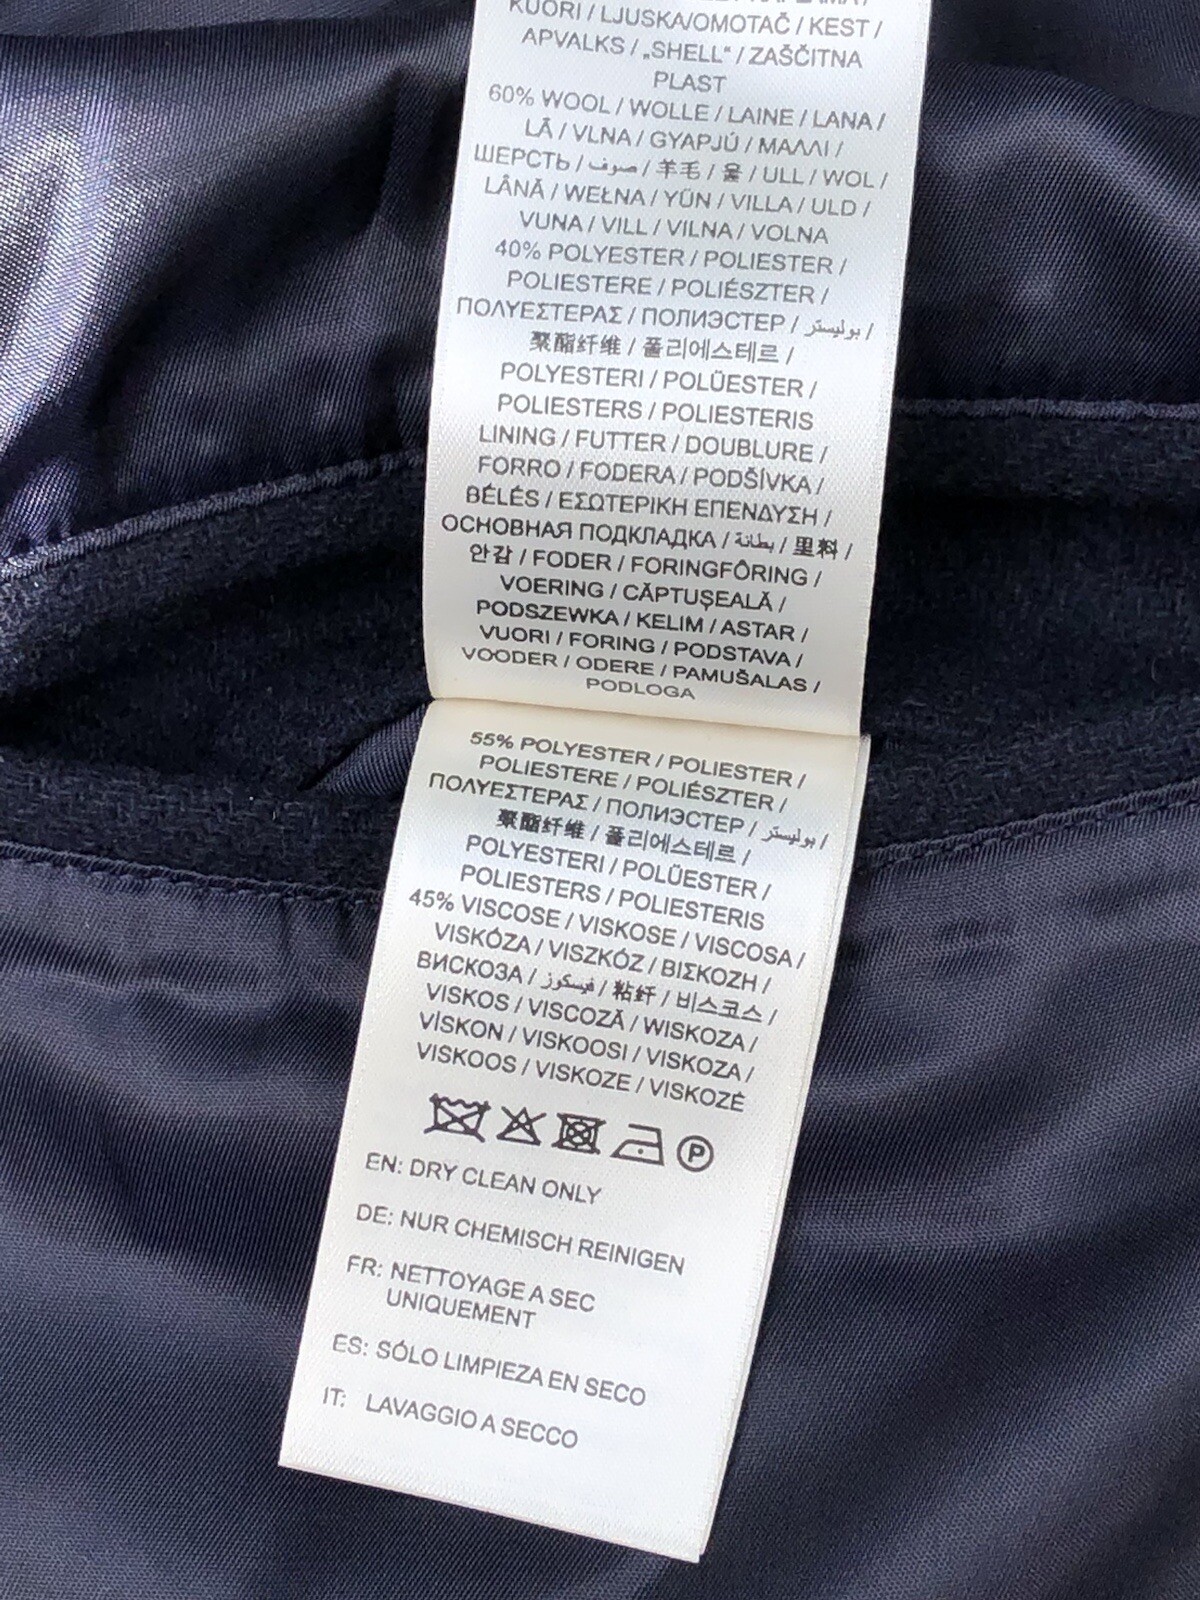 KUORI / LJUSKA/OMOTAČ / KEST /
APVALKS / „SHELL“ / ZAŠČITNA
PLAST
60% WOOL / WOLLE / LAINE / LANA /
LÃ / VLNA / GYAPJÚ / ΜΑΛΛΙ /
ШЕРСТЬ / صوف / 羊毛 / 울 / ULL / WOL /
LÂNĂ / WEŁNA / YÜN / VILLA / ULD /
VUNA / VILL / VILNA / VOLNA
40% POLYESTER / POLIESTER /
POLIESTERE / POLIÉSZTER /
ΠΟΛΥΕΣΤΕΡΑΣ / ПОЛИЭСТЕР / بوليستر /
聚酯纤维 / 폴리에스테르 /
POLYESTERI / POLÜESTER /
POLIESTERS / POLIESTERIS
LINING / FUTTER / DOUBLURE /
FORRO / FODERA / PODŠÍVKA /
BÉLÉS / ΕΣΩΤΕΡΙΚΗ ΕΠΕΝΔΥΣΗ /
ОСНОВНАЯ ПОДКЛАДКА / بطانة / 里料 /
안감 / FODER / FORINGFÔRING /
VOERING / CĂPTUŞEALĂ /
PODSZEWKA / KELIM / ASTAR /
VUORI / FORING / PODSTAVA /
VOODER / ODERE / PAMUŠALAS /
PODLOGA
55% POLYESTER / POLIESTER /
POLIESTERE / POLIÉSZTER /
ΠΟΛΥΕΣΤΕΡΑΣ / ПОЛИЭСТЕР / بوليستر /
聚酯纤维 / 폴리에스테르 /
POLYESTERI / POLÜESTER /
POLIESTERS / POLIESTERIS
45% VISCOSE / VISKOSE / VISCOSA /
VISKÓZA / VISZKÓZ / ΒΙΣΚΟΖΗ /
ВИСКОЗА / فيسكوز / 粘纤 / 비스코스 /
VISKOS / VISCOZĂ / WISKOZA /
VİSKON / VISKOOSI / VISKOZA /
VISKOOS / VISKOZE / VISKOZĖ
P
EN: DRY CLEAN ONLY
DE: NUR CHEMISCH REINIGEN
FR: NETTOYAGE A SEC
UNIQUEMENT
ES: SÓLO LIMPIEZA EN SECO
IT: LAVAGGIO A SECCO